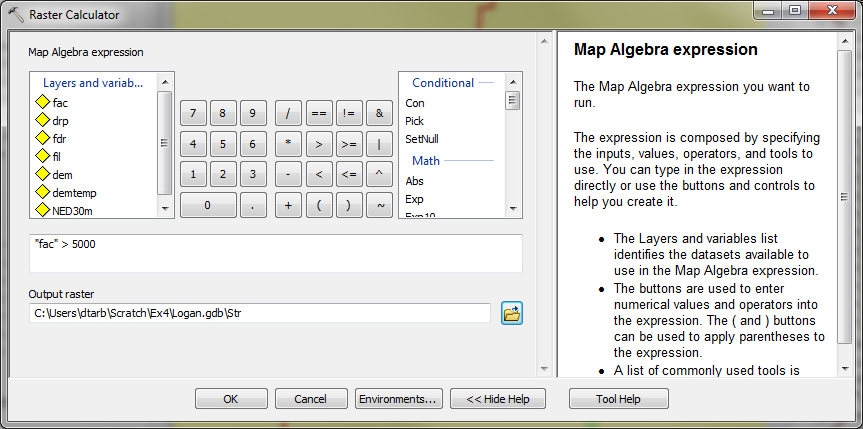 Raster Calculator
Map Algebra expression
Layers and variab...
fac
drp
fdr
fil
dem
demtemp
NED30m
7 8 9 / == != &
4 5 6 * > >= |
1 2 3 - < <= ^
0 . + ( ) ~
Conditional
Con
Pick
SetNull
Math
Abs
Exp
Exp10
"fac" > 5000
Output raster
C:\Users\dtarb\Scratch\Ex4\Logan.gdb\Str
OK
Cancel
Environments...
<< Hide Help
Tool Help
Map Algebra expression
The Map Algebra expression you want to
run.
The expression is composed by specifying
the inputs, values, operators, and tools to
use. You can type in the expression
directly or use the buttons and controls to
help you create it.
• The Layers and variables list
identifies the datasets available to
use in the Map Algebra expression.
• The buttons are used to enter
numerical values and operators into
the expression. The ( and ) buttons
can be used to apply parentheses to
the expression.
• A list of commonly used tools is